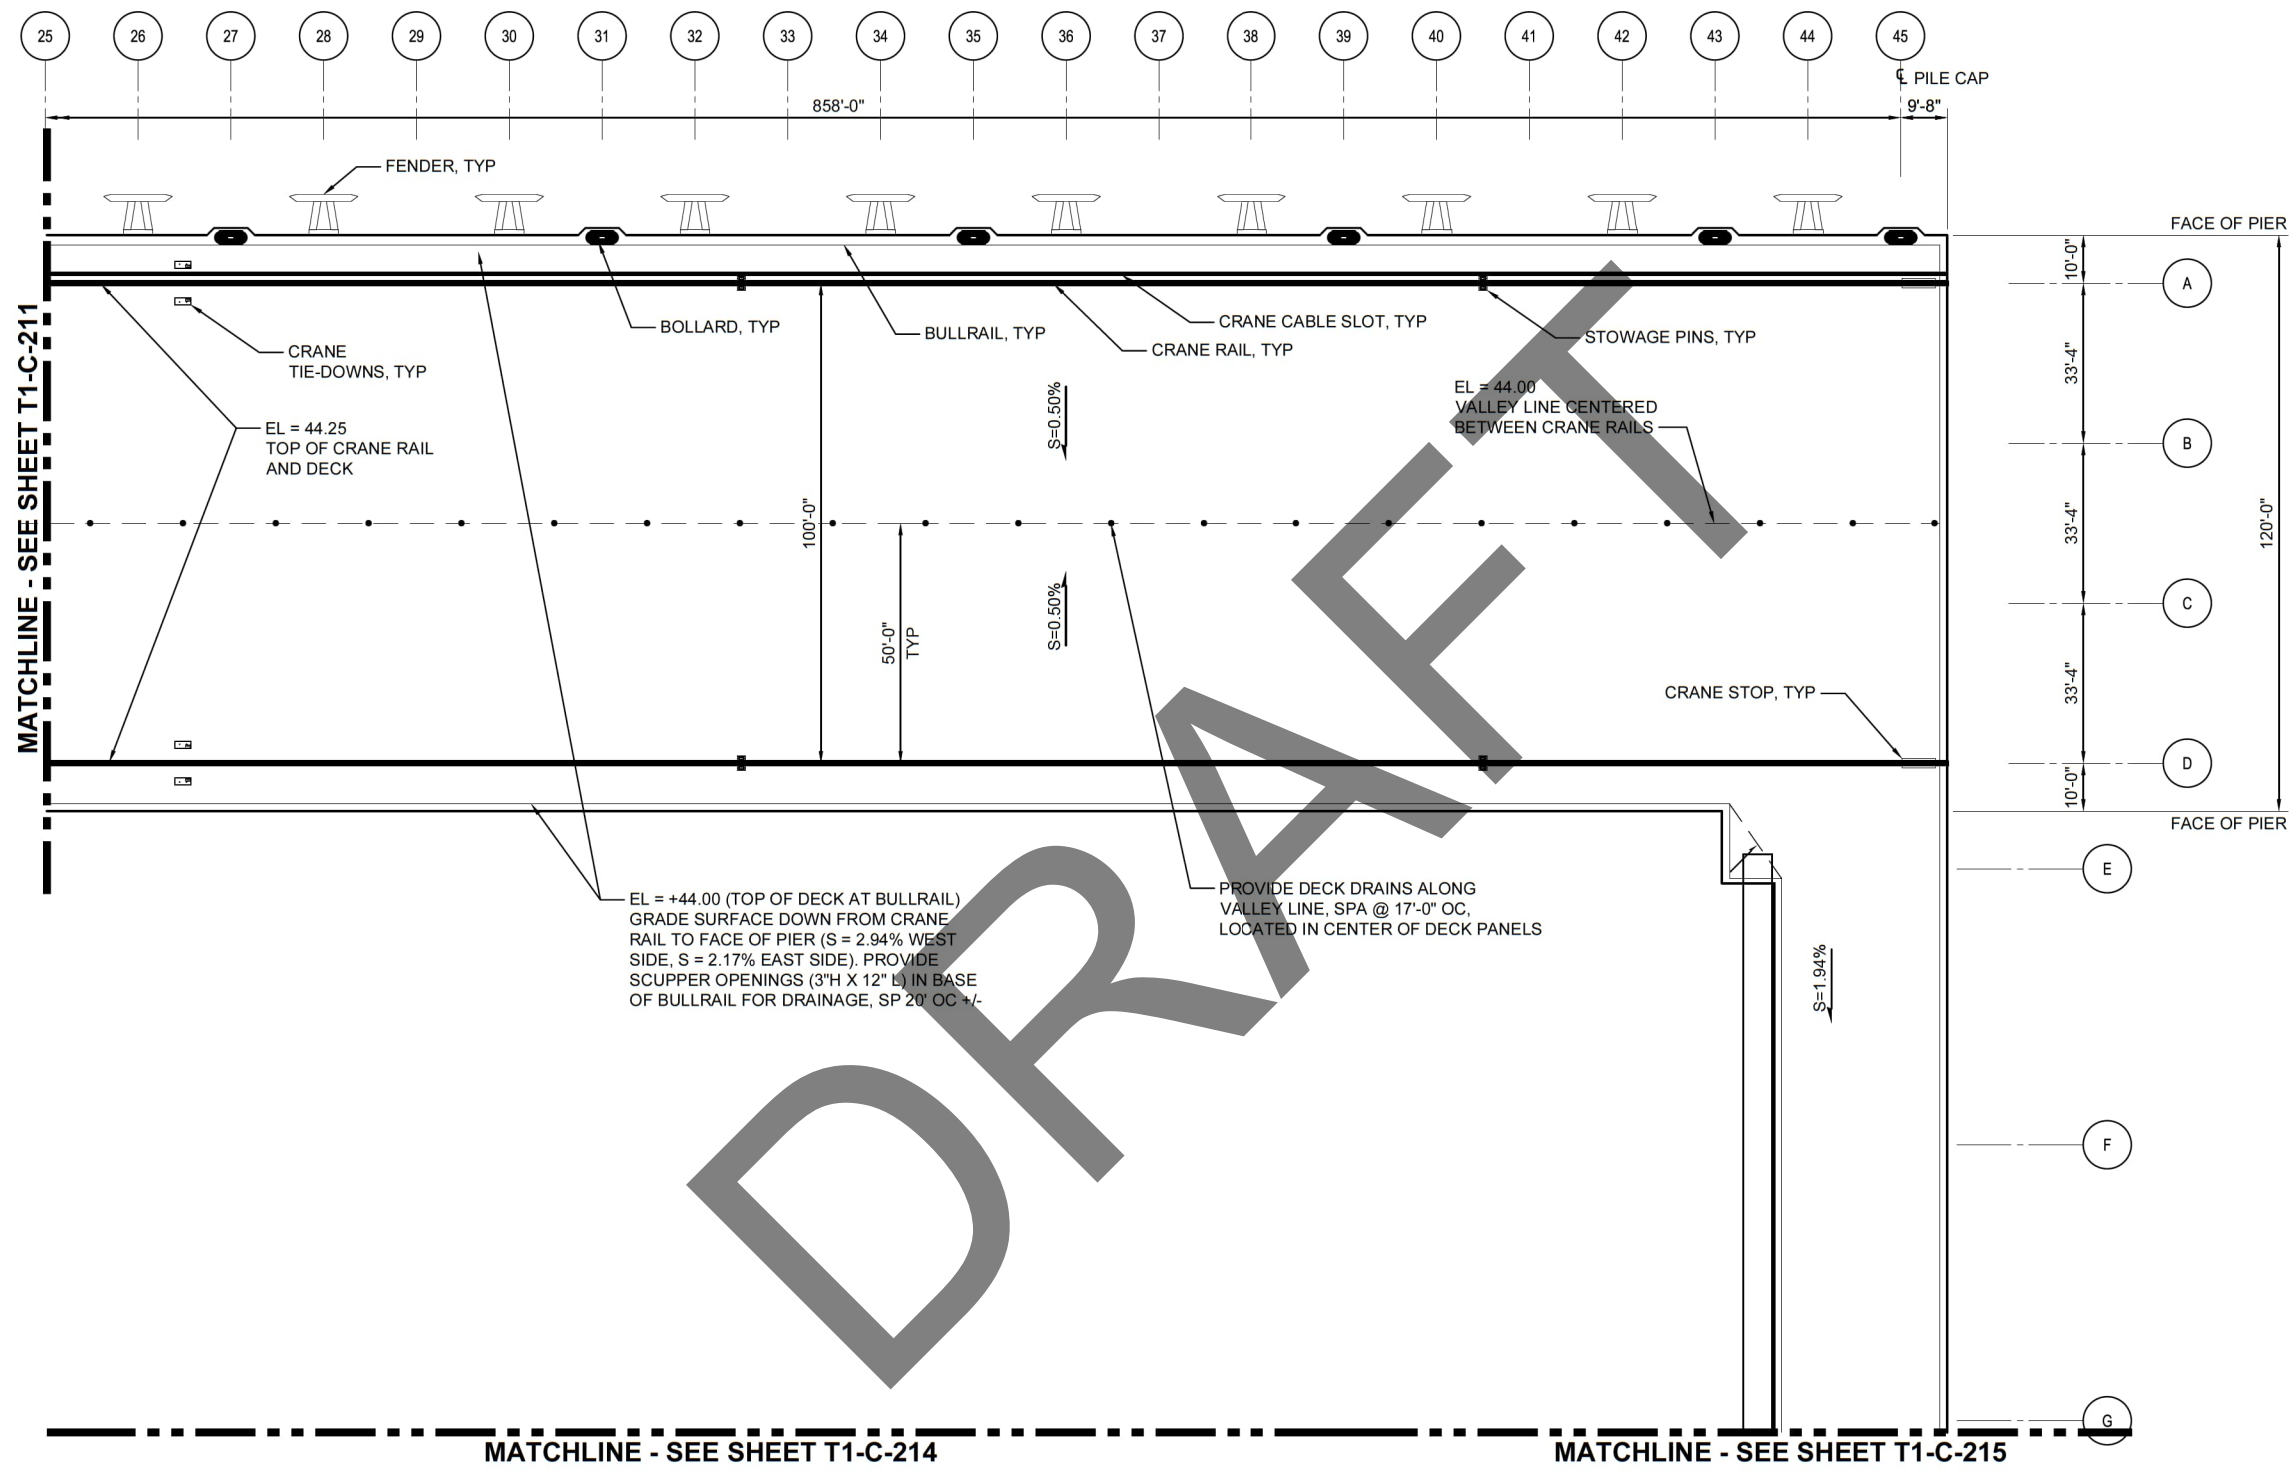 25 26 27 28 29 30 31 32 33 34 35 36 37 38 39 40 41 42 43 44 45
℄ PILE CAP
858'-0" 9'-8"
FENDER, TYP
FACE OF PIER
10'-0"
A
BOLLARD, TYP
BULLRAIL, TYP
CRANE CABLE SLOT, TYP
CRANE RAIL, TYP
STOWAGE PINS, TYP
CRANE
TIE-DOWNS, TYP
33'-4"
S=0.50%
EL = 44.00
VALLEY LINE CENTERED
BETWEEN CRANE RAILS
EL = 44.25
TOP OF CRANE RAIL
AND DECK
B
MATCHLINE - SEE SHEET T1-C-211
100'-0"
33'-4"
120'-0"
S=0.50%
50'-0"
TYP
C
33'-4"
CRANE STOP, TYP
D
10'-0"
FACE OF PIER
E
EL = +44.00 (TOP OF DECK AT BULLRAIL)
GRADE SURFACE DOWN FROM CRANE
RAIL TO FACE OF PIER (S = 2.94% WEST
SIDE, S = 2.17% EAST SIDE). PROVIDE
SCUPPER OPENINGS (3"H X 12" L) IN BASE
OF BULLRAIL FOR DRAINAGE, SP 20' OC +/-
PROVIDE DECK DRAINS ALONG
VALLEY LINE, SPA @ 17'-0" OC,
LOCATED IN CENTER OF DECK PANELS
S=1.94%
F
DRAFT
G
MATCHLINE - SEE SHEET T1-C-214
MATCHLINE - SEE SHEET T1-C-215